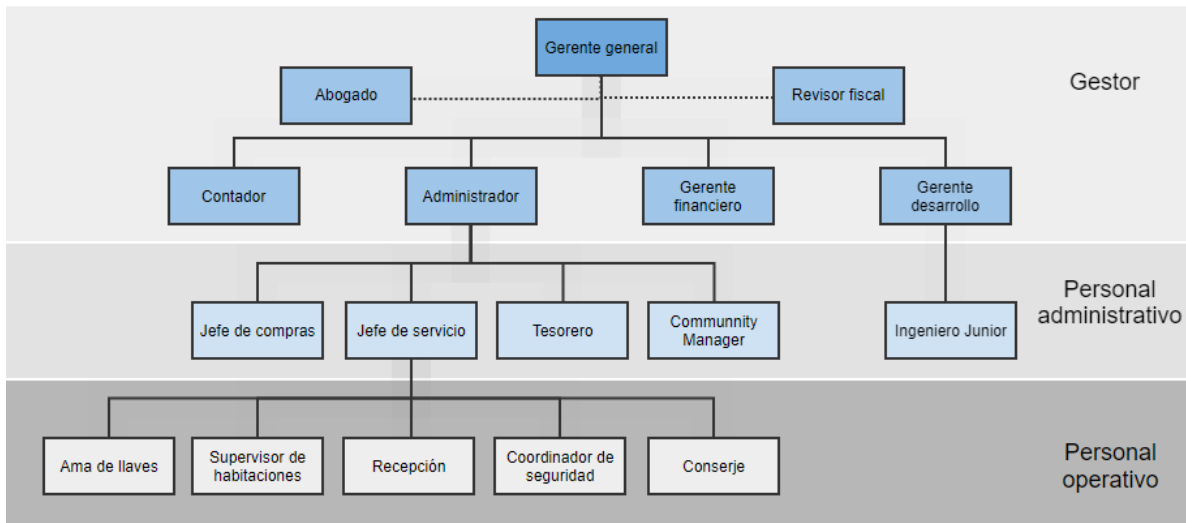 Gerente general
Gestor
Abogado
Revisor fiscal
Contador
Administrador
Gerente
financiero
Gerente
desarrollo
Personal
administrativo
Jefe de compras
Jefe de servicio
Tesorero
Communnity
Manager
Ingeniero Junior
Personal
operativo
Ama de llaves
Supervisor de
habitaciones
Recepción
Coordinador de
seguridad
Conserje